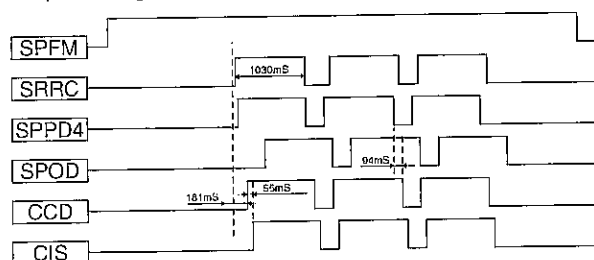 SPFM
1030mS
SRRC
SPPD4
SPOD
94mS
55mS
181mS
CCD
CIS